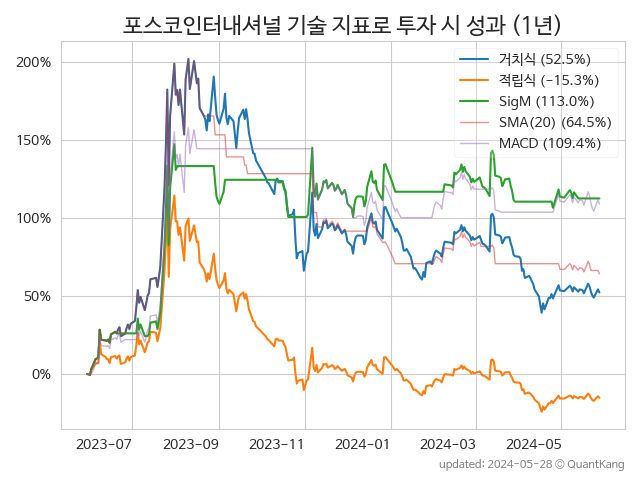 포스코인터내셔널 기술 지표로 투자 시 성과 (1년)
거치식 (52.5%)
적립식 (−15.3%)
SigM (113.0%)
SMA(20) (64.5%)
MACD (109.4%)
200%
150%
100%
50%
0%
2023-07 2023-09 2023-11 2024-01 2024-03 2024-05
updated: 2024-05-28 © QuantKang